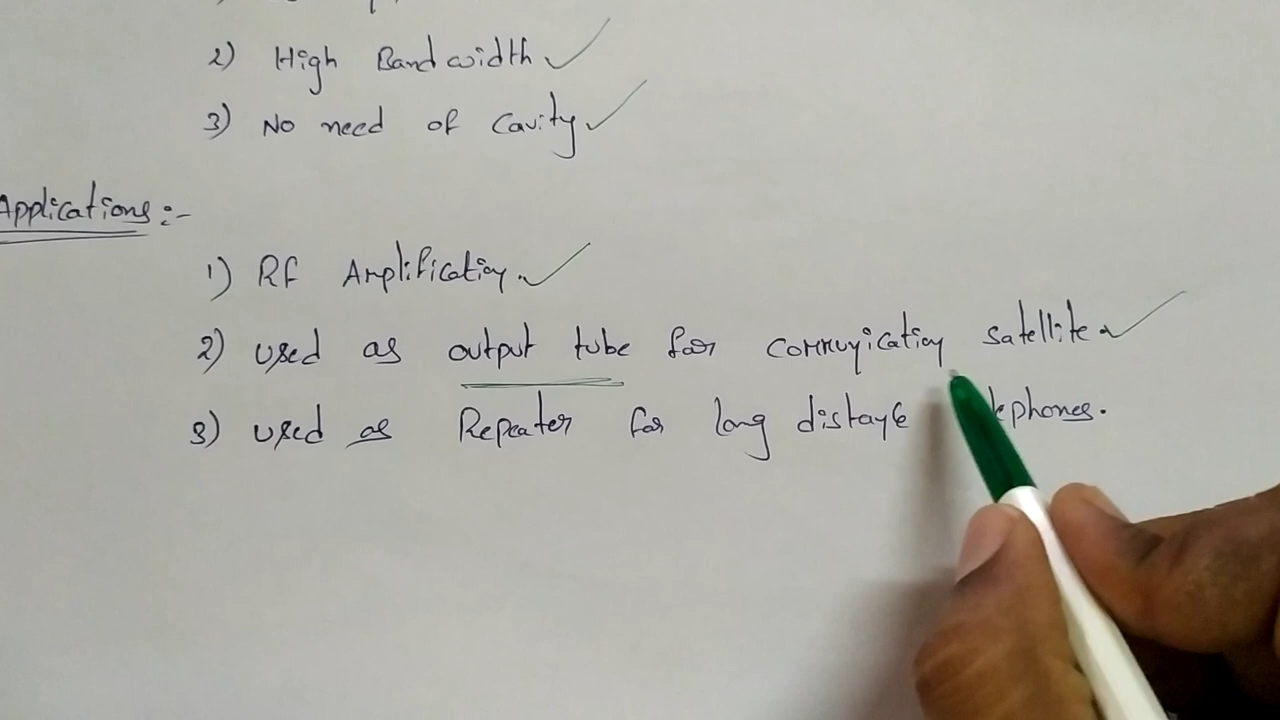 2) High Bandwidth ✓
3) No need of Cavity ✓
Applications :-
1) RF Amplification ✓
2) used as output tube for communication satellite ✓
3) used as Repeater for long distance